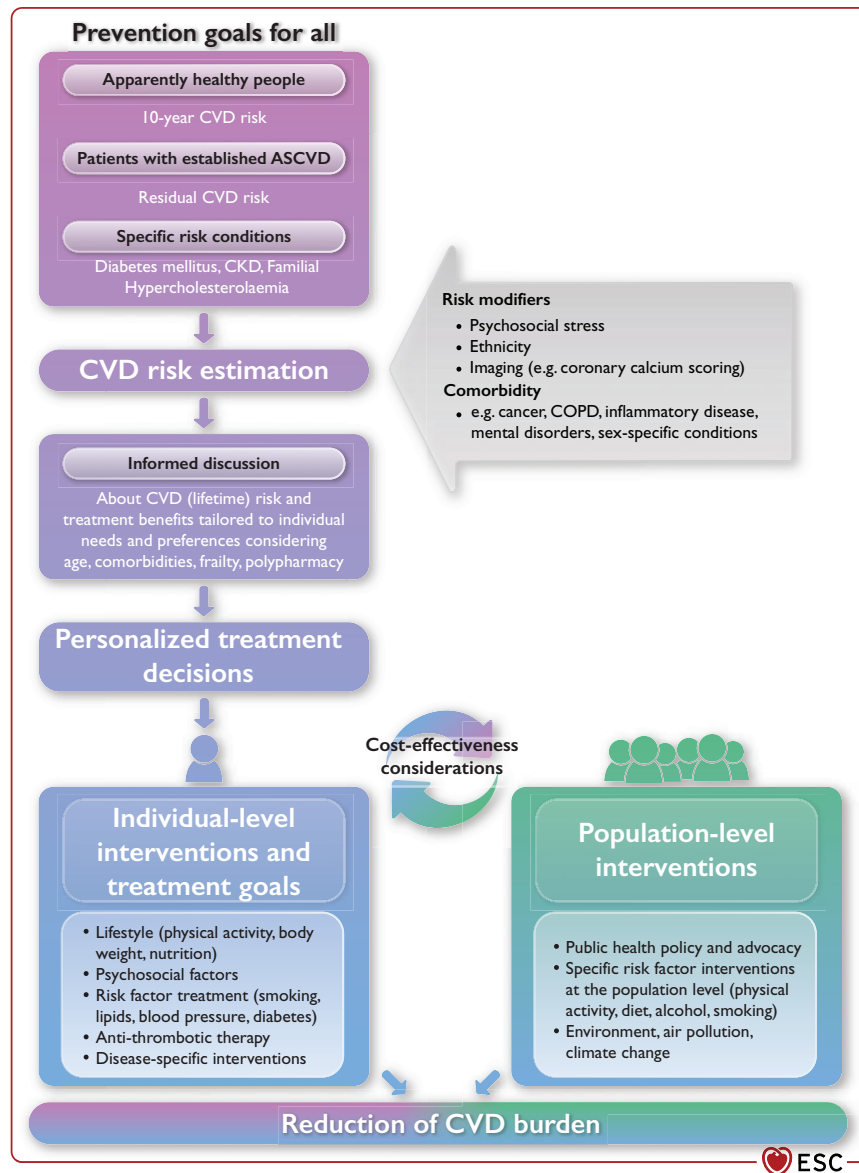 Prevention goals for all
Apparently healthy people
10-year CVD risk
Patients with established ASCVD
Residual CVD risk
Specific risk conditions
Diabetes mellitus, CKD, Familial
Hypercholesterolaemia
Risk modifiers
• Psychosocial stress
• Ethnicity
• Imaging (e.g. coronary calcium scoring)
Comorbidity
• e.g. cancer, COPD, inflammatory disease,
mental disorders, sex-specific conditions
CVD risk estimation
Informed discussion
About CVD (lifetime) risk and
treatment benefits tailored to individual
needs and preferences considering
age, comorbidities, frailty, polypharmacy
Personalized treatment
decisions
Cost-effectiveness
considerations
Individual-level
interventions and
treatment goals
• Lifestyle (physical activity, body
weight, nutrition)
• Psychosocial factors
• Risk factor treatment (smoking,
lipids, blood pressure, diabetes)
• Anti-thrombotic therapy
• Disease-specific interventions
Population-level
interventions
• Public health policy and advocacy
• Specific risk factor interventions
at the population level (physical
activity, diet, alcohol, smoking)
• Environment, air pollution,
climate change
Reduction of CVD burden
ESC